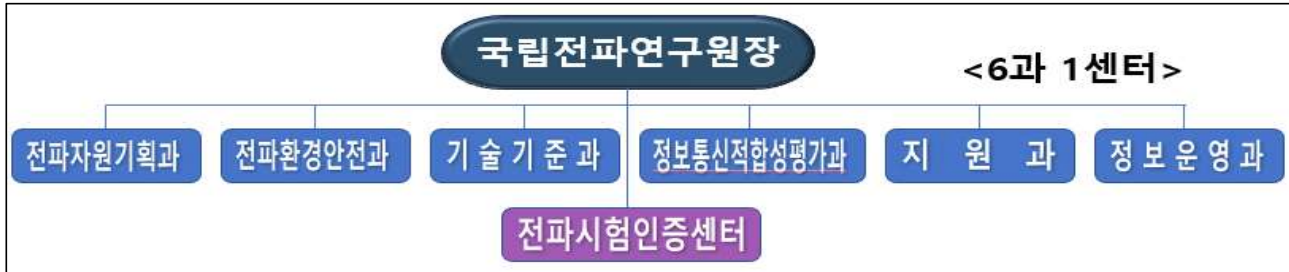 국립전파연구원장
<6과 1센터>
전파자원기획과 전파환경안전과 기 술 기 준 과 정보통신적합성평가과 지 원 과 정 보 운 영 과
전파시험인증센터